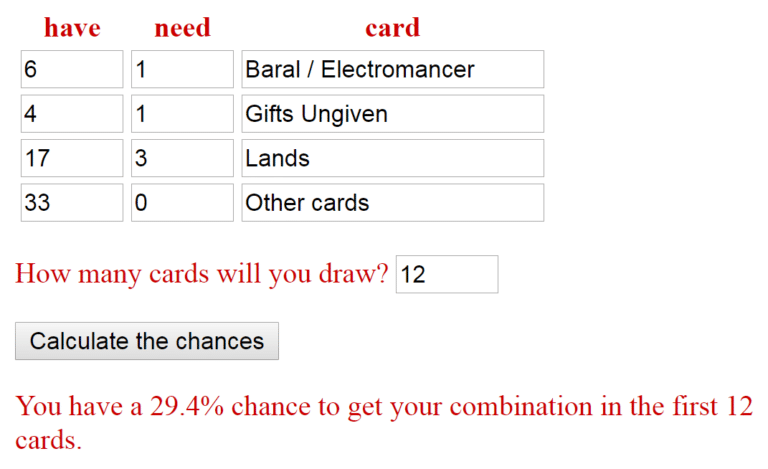 have need card
6 1 Baral / Electromancer
4 1 Gifts Ungiven
17 3 Lands
33 0 Other cards
How many cards will you draw? 12
Calculate the chances
You have a 29.4% chance to get your combination in the first 12
cards.